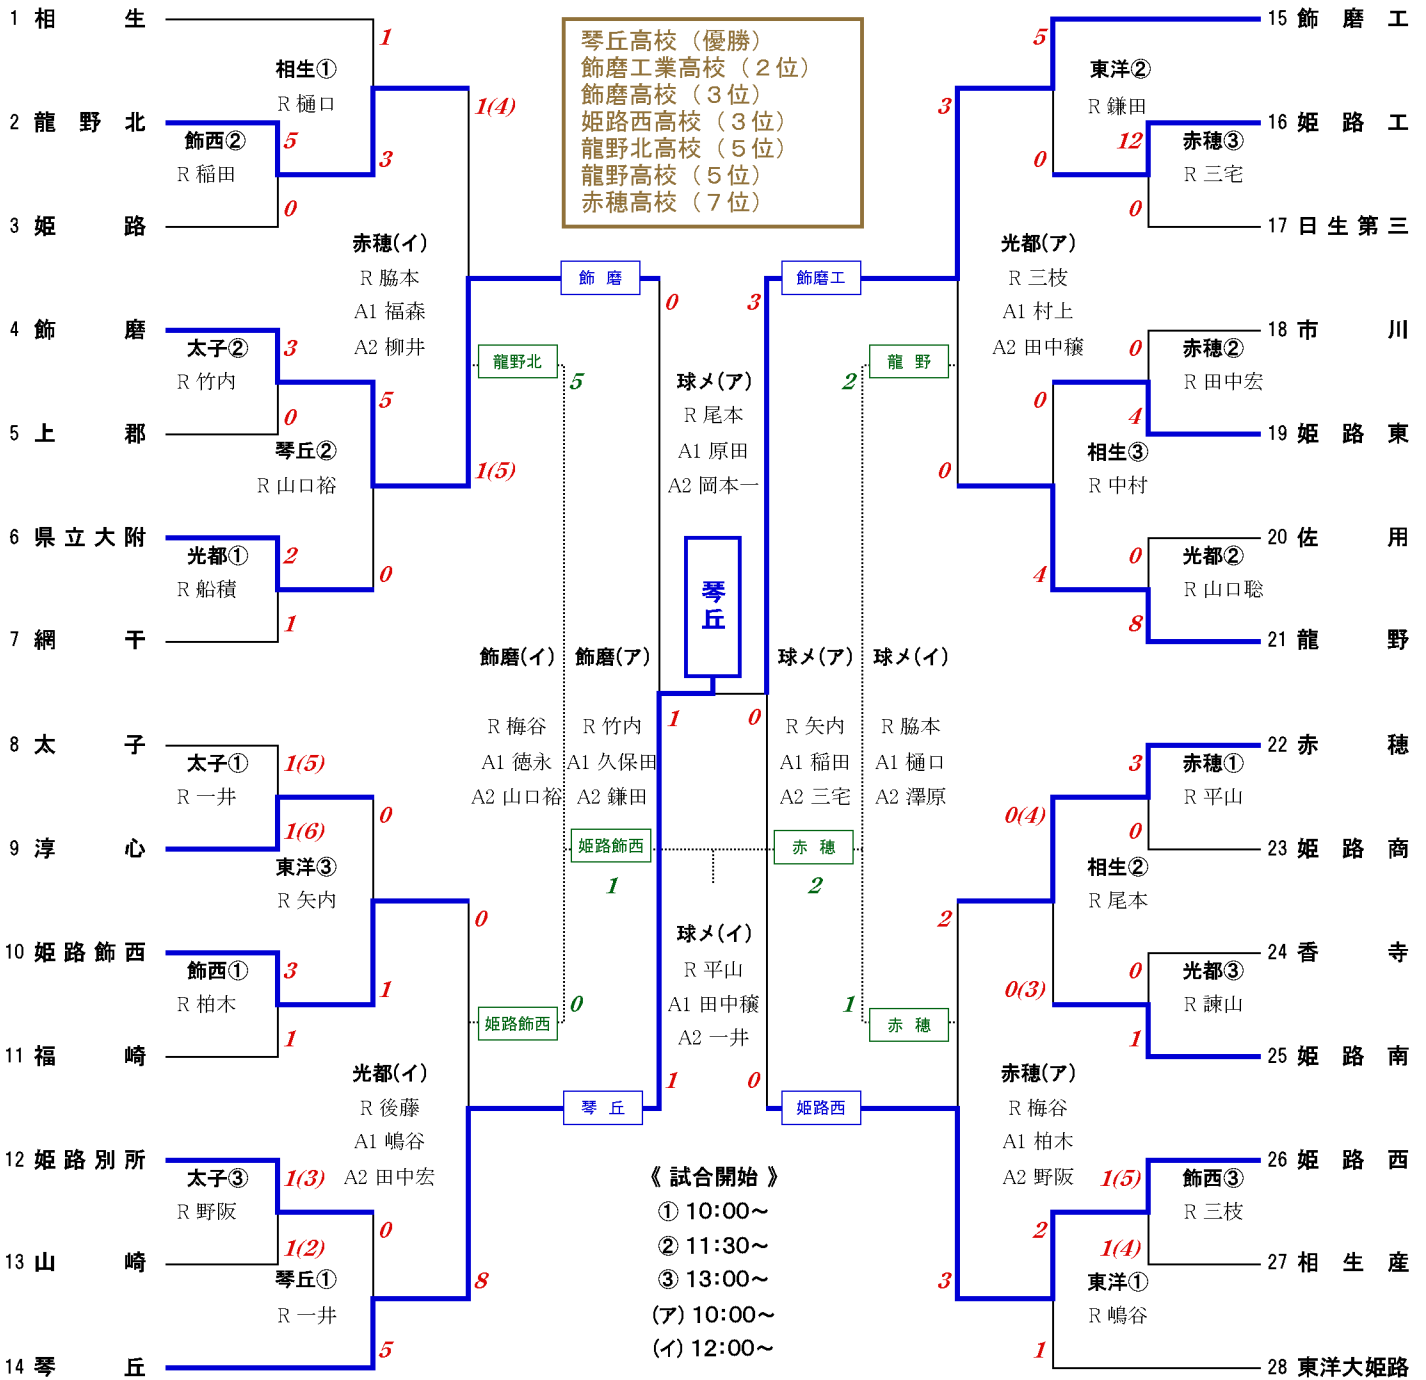 琴丘高校（優勝）
飾磨工業高校（２位）
飾磨高校（３位）
姫路西高校（３位）
龍野北高校（５位）
龍野高校（５位）
赤穂高校（７位）
1 相生
1
相生①
R 樋口
1(4)
2 龍野北
飾西②
5
3
R 稲田
0
3 姫路
赤穂(イ)
R 脇本
A1 福森
A2 柳井
4 飾磨
太子②
3
R 竹内
5
0
5 上郡
琴丘②
R 山口裕
1(5)
6 県立大附
光都①
2
R 船積
0
1
7 網干
8 太子
太子①
1(5)
R 一井
0
1(6)
9 淳心
東洋③
R 矢内
0
10 姫路飾西
飾西①
3
R 柏木
1
1
11 福崎
光都(イ)
R 後藤
A1 嶋谷
A2 田中宏
12 姫路別所
太子③
1(3)
R 野阪
0
1(2)
13 山崎
琴丘①
R 一井
8
5
14 琴丘
飾磨
0
龍野北
5
飾磨(イ)
R 梅谷
A1 徳永
A2 山口裕
飾磨(ア)
R 竹内
A1 久保田
A2 鎌田
姫路飾西
1
姫路飾西
0
琴丘
1
球メ(ア)
R 尾本
A1 原田
A2 岡本一
琴丘
1
0
球メ(イ)
R 平山
A1 田中穣
A2 一井
《 試合開始 》
① 10:00～
② 11:30～
③ 13:00～
(ア) 10:00～
(イ) 12:00～
飾磨工
3
龍野
2
球メ(ア)
R 矢内
A1 稲田
A2 三宅
球メ(イ)
R 脇本
A1 樋口
A2 澤原
赤穂
2
赤穂
1
姫路西
0
15 飾磨工
5
東洋②
R 鎌田
3
16 姫路工
12
赤穂③
0
R 三宅
0
17 日生第三
光都(ア)
R 三枝
A1 村上
A2 田中穣
18 市川
0
赤穂②
R 田中宏
0
4
19 姫路東
相生③
0
R 中村
20 佐用
0
光都②
4
R 山口聡
8
21 龍野
22 赤穂
3
赤穂①
R 平山
0(4)
0
23 姫路商
相生②
R 尾本
2
24 香寺
0
光都③
0(3)
R 諫山
1
25 姫路南
赤穂(ア)
R 梅谷
A1 柏木
A2 野阪
26 姫路西
1(5)
飾西③
R 三枝
2
1(4)
27 相生産
東洋①
3
R 嶋谷
1
28 東洋大姫路